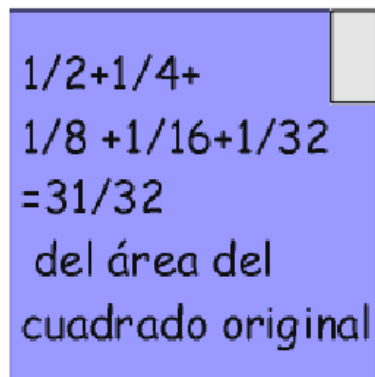 1/2+1/4+
1/8 +1/16+1/32
=31/32
del área del
cuadrado original